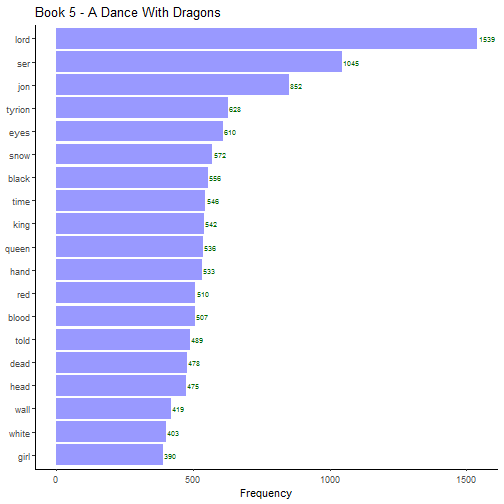 Book 5 - A Dance With Dragons
lord 1539
ser 1045
jon 852
tyrion 628
eyes 610
snow 572
black 556
time 546
king 542
queen 536
hand 533
red 510
blood 507
told 489
dead 478
head 475
wall 419
white 403
girl 390
0 500 1000 1500
Frequency